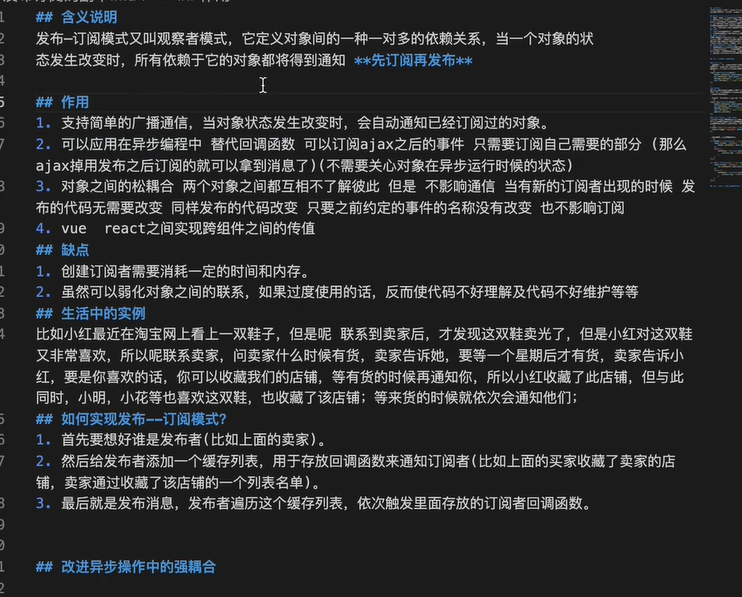 ## 含义说明
发布—订阅模式又叫观察者模式，它定义对象间的一种一对多的依赖关系，当一个对象的状
态发生改变时，所有依赖于它的对象都将得到通知 **先订阅再发布**
## 作用
1. 支持简单的广播通信，当对象状态发生改变时，会自动通知已经订阅过的对象。
2. 可以应用在异步编程中 替代回调函数 可以订阅ajax之后的事件 只需要订阅自己需要的部分 (那么
ajax掉用发布之后订阅的就可以拿到消息了)(不需要关心对象在异步运行时候的状态)
3. 对象之间的松耦合 两个对象之间都互相不了解彼此 但是 不影响通信 当有新的订阅者出现的时候 发
布的代码无需要改变 同样发布的代码改变 只要之前约定的事件的名称没有改变 也不影响订阅
4. vue  react之间实现跨组件之间的传值
## 缺点
1. 创建订阅者需要消耗一定的时间和内存。
2. 虽然可以弱化对象之间的联系，如果过度使用的话，反而使代码不好理解及代码不好维护等等
## 生活中的实例
比如小红最近在淘宝网上看上一双鞋子，但是呢 联系到卖家后，才发现这双鞋卖光了，但是小红对这双鞋
又非常喜欢，所以呢联系卖家，问卖家什么时候有货，卖家告诉她，要等一个星期后才有货，卖家告诉小
红，要是你喜欢的话，你可以收藏我们的店铺，等有货的时候再通知你，所以小红收藏了此店铺，但与此
同时，小明，小花等也喜欢这双鞋，也收藏了该店铺；等来货的时候就依次会通知他们；
## 如何实现发布--订阅模式？
1. 首先要想好谁是发布者(比如上面的卖家)。
2. 然后给发布者添加一个缓存列表，用于存放回调函数来通知订阅者(比如上面的买家收藏了卖家的店
铺，卖家通过收藏了该店铺的一个列表名单)。
3. 最后就是发布消息，发布者遍历这个缓存列表，依次触发里面存放的订阅者回调函数。
## 改进异步操作中的强耦合